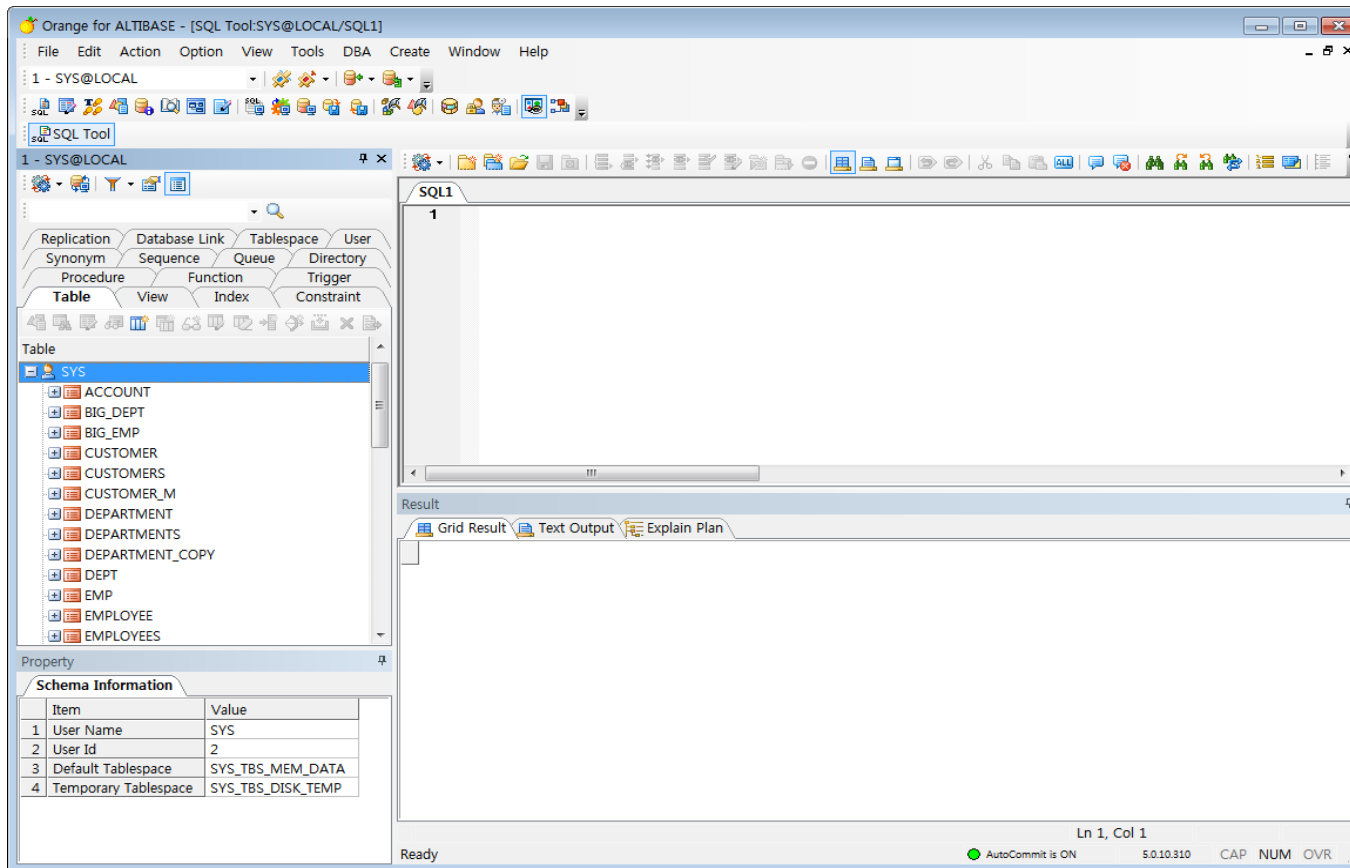 Orange for ALTIBASE - [SQL Tool:SYS@LOCAL/SQL1]
File Edit Action Option View Tools DBA Create Window Help
1 - SYS@LOCAL
SQL Tool
1 - SYS@LOCAL
Replication Database Link Tablespace User
Synonym Sequence Queue Directory
Procedure Function Trigger
Table View Index Constraint
Table
SYS
ACCOUNT
BIG_DEPT
BIG_EMP
CUSTOMER
CUSTOMERS
CUSTOMER_M
DEPARTMENT
DEPARTMENTS
DEPARTMENT_COPY
DEPT
EMP
EMPLOYEE
EMPLOYEES
Property
Schema Information
Item Value
1 User Name SYS
2 User Id 2
3 Default Tablespace SYS_TBS_MEM_DATA
4 Temporary Tablespace SYS_TBS_DISK_TEMP
ALL
SQL1
1
Result
Grid Result Text Output Explain Plan
Ln 1, Col 1
Ready AutoCommit is ON 5.0.10.310 CAP NUM OVR